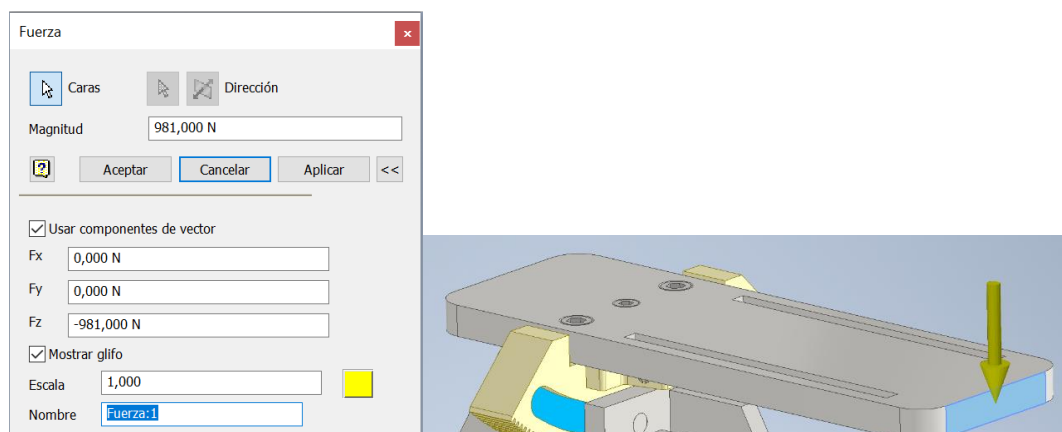 Fuerza
Caras Dirección
Magnitud 981,000 N
Aceptar Cancelar Aplicar <<
Usar componentes de vector
Fx 0,000 N
Fy 0,000 N
Fz -981,000 N
Mostrar glifo
Escala 1,000
Nombre Fuerza:1